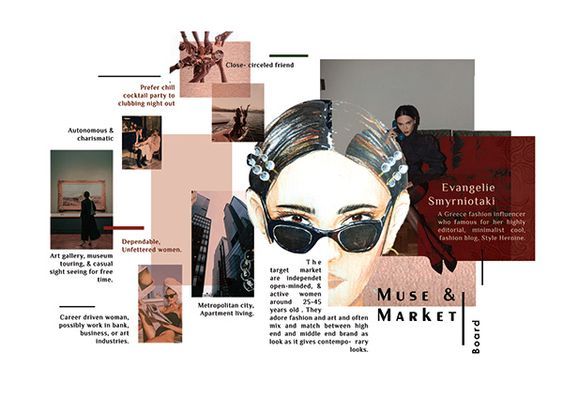 Close- circeled friend
Prefer chill
cocktail party to
clubbing night out
Autonomous &
charismatic
Dependable,
Unfettered women.
Art gallery, museum
touring, & casual
sight seeing for free
time.
Career driven woman,
possibly work in bank,
business, or art
industries.
Metropolitan city,
Apartment living.
The
target market
are independet
open-minded, &
active women
around 25-45
years old . They
adore fashion and art and often
mix and match between high
end and middle end brand as
look as it gives contempo- rary
looks.
Evangelie
Smyrniotaki
A Greece fashion influencer
who famous for her highly
editorial, minimalist cool,
fashion blog, Style Heroine.
Muse &
Market
Board